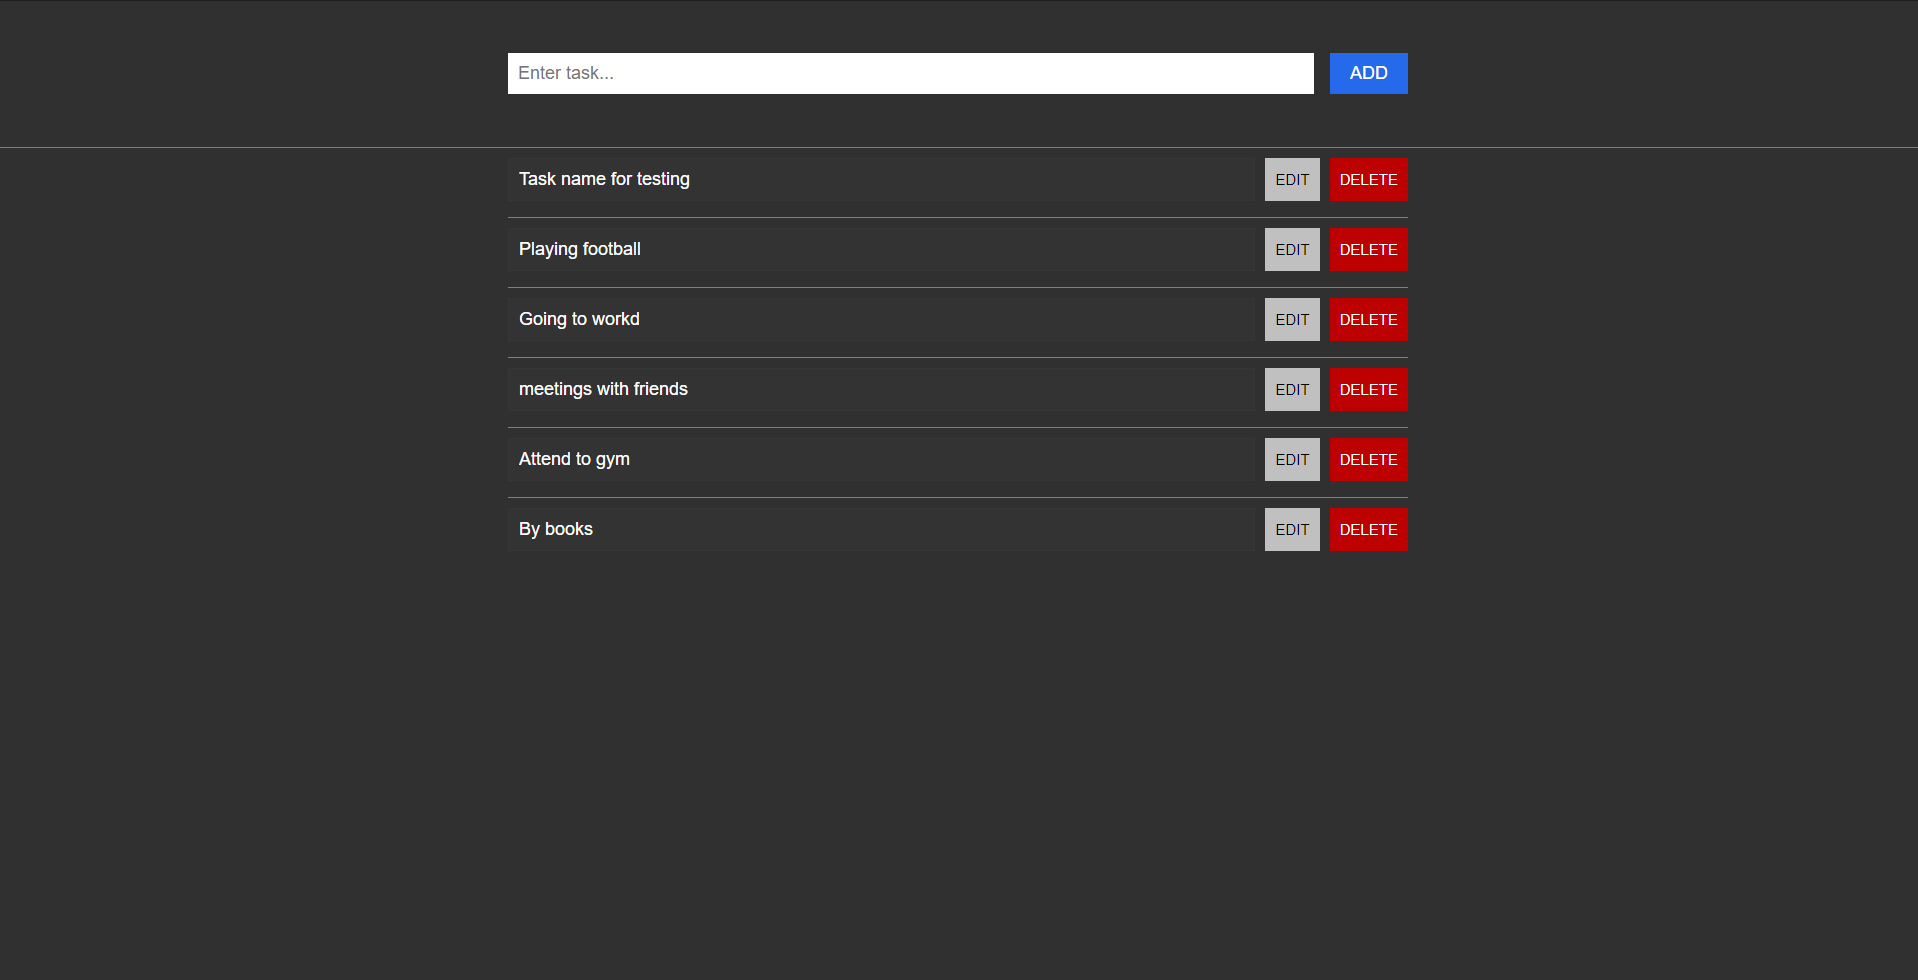 Enter task... ADD
Task name for testing EDIT DELETE
Playing football EDIT DELETE
Going to workd EDIT DELETE
meetings with friends EDIT DELETE
Attend to gym EDIT DELETE
By books EDIT DELETE